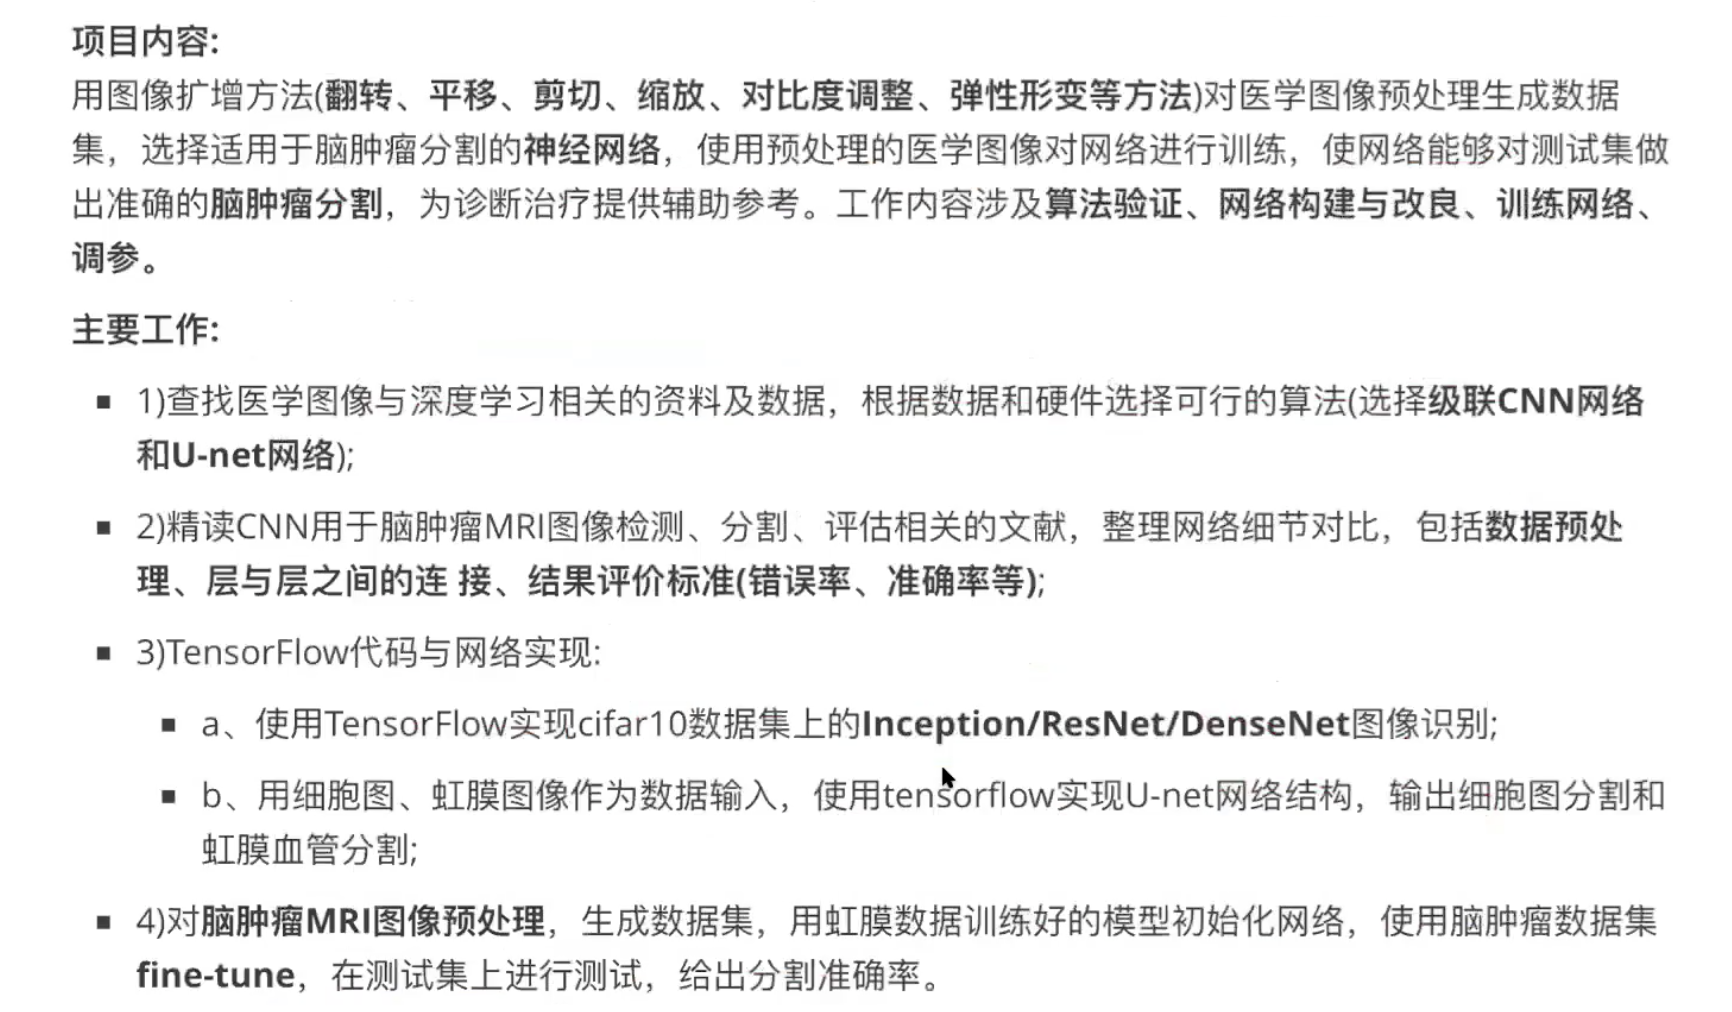 项目内容:
用图像扩增方法(翻转、平移、剪切、缩放、对比度调整、弹性形变等方法)对医学图像预处理生成数据
集，选择适用于脑肿瘤分割的神经网络，使用预处理的医学图像对网络进行训练，使网络能够对测试集做
出准确的脑肿瘤分割，为诊断治疗提供辅助参考。工作内容涉及算法验证、网络构建与改良、训练网络、
调参。
主要工作:
▪ 1)查找医学图像与深度学习相关的资料及数据，根据数据和硬件选择可行的算法(选择级联CNN网络
和U-net网络);
▪ 2)精读CNN用于脑肿瘤MRI图像检测、分割、评估相关的文献，整理网络细节对比，包括数据预处
理、层与层之间的连 接、结果评价标准(错误率、准确率等);
▪ 3)TensorFlow代码与网络实现:
▪ a、使用TensorFlow实现cifar10数据集上的Inception/ResNet/DenseNet图像识别;
▪ b、用细胞图、虹膜图像作为数据输入，使用tensorflow实现U-net网络结构，输出细胞图分割和
虹膜血管分割;
▪ 4)对脑肿瘤MRI图像预处理，生成数据集，用虹膜数据训练好的模型初始化网络，使用脑肿瘤数据集
fine-tune，在测试集上进行测试，给出分割准确率。